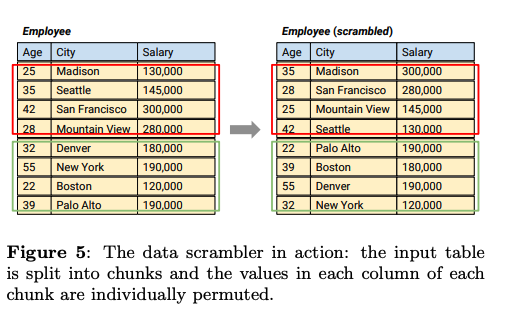 Employee
Age City Salary
25 Madison 130,000
35 Seattle 145,000
42 San Francisco 300,000
28 Mountain View 280,000
32 Denver 180,000
55 New York 190,000
22 Boston 120,000
39 Palo Alto 190,000
Employee (scrambled)
Age City Salary
35 Madison 300,000
28 San Francisco 280,000
25 Mountain View 145,000
42 Seattle 130,000
22 Palo Alto 190,000
39 Boston 180,000
55 Denver 190,000
32 New York 120,000
Figure 5: The data scrambler in action: the input table
is split into chunks and the values in each column of each
chunk are individually permuted.